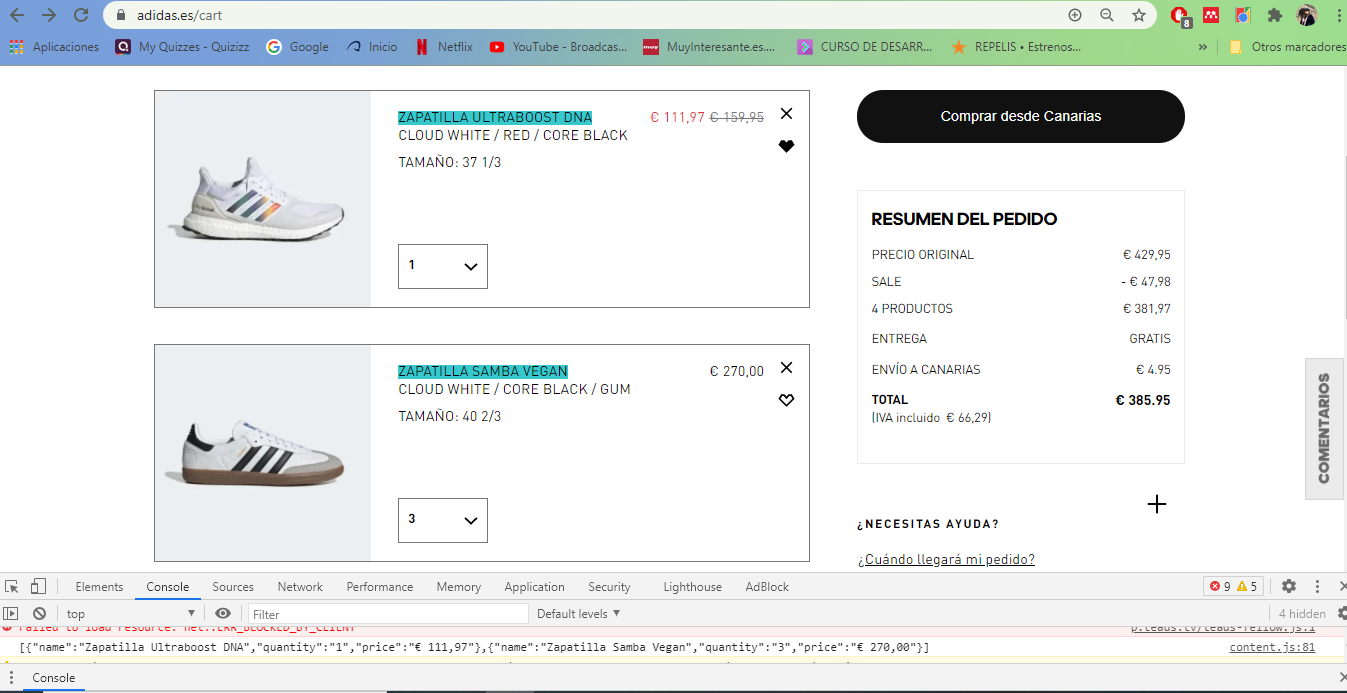 adidas.es/cart
8
Aplicaciones
My Quizzes - Quizizz
Google
Inicio
Netflix
YouTube - Broadcas...
muy
MuyInteresante.es....
CURSO DE DESARR...
REPELIS • Estrenos...
»
Otros marcadores
ZAPATILLA ULTRABOOST DNA
€ 111,97 € 159,95
CLOUD WHITE / RED / CORE BLACK
TAMAÑO: 37 1/3
1
ZAPATILLA SAMBA VEGAN
€ 270,00
CLOUD WHITE / CORE BLACK / GUM
TAMAÑO: 40 2/3
3
Comprar desde Canarias
RESUMEN DEL PEDIDO
PRECIO ORIGINAL € 429,95
SALE - € 47,98
4 PRODUCTOS € 381,97
ENTREGA GRATIS
ENVÍO A CANARIAS € 4.95
TOTAL € 385.95
(IVA incluido € 66,29)
COMENTARIOS
¿NECESITAS AYUDA?
¿Cuándo llegará mi pedido?
Elements Console Sources Network Performance Memory Application Security Lighthouse AdBlock 9 5
top Filter Default levels 4 hidden
Failed to load resource: net::ERR_BLOCKED_BY_CLIENT p.teads.tv/teads-fellow.js:1
[{"name":"Zapatilla Ultraboost DNA","quantity":"1","price":"€ 111,97"},{"name":"Zapatilla Samba Vegan","quantity":"3","price":"€ 270,00"}] content.js:81
Console